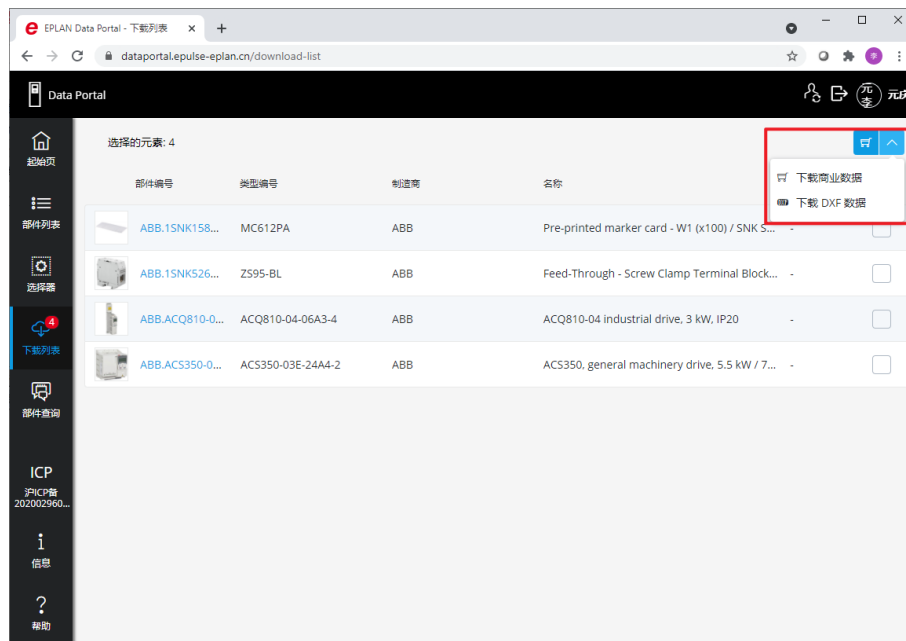 EPLAN Data Portal - 下载列表
dataportal.epulse-eplan.cn/download-list
李
Data Portal
元李
元庆
起始页
部件列表
选择器
4
下载列表
部件查询
ICP
沪ICP备
202002960...
信息
帮助
选择的元素: 4
下载商业数据
下载 DXF 数据
部件编号 类型编号 制造商 名称
ABB.1SNK158... MC612PA ABB Pre-printed marker card - W1 (x100) / SNK S... -
ABB.1SNK526... ZS95-BL ABB Feed-Through - Screw Clamp Terminal Block... -
ABB.ACQ810-0... ACQ810-04-06A3-4 ABB ACQ810-04 industrial drive, 3 kW, IP20 -
ABB.ACS350-0... ACS350-03E-24A4-2 ABB ACS350, general machinery drive, 5.5 kW / 7... -